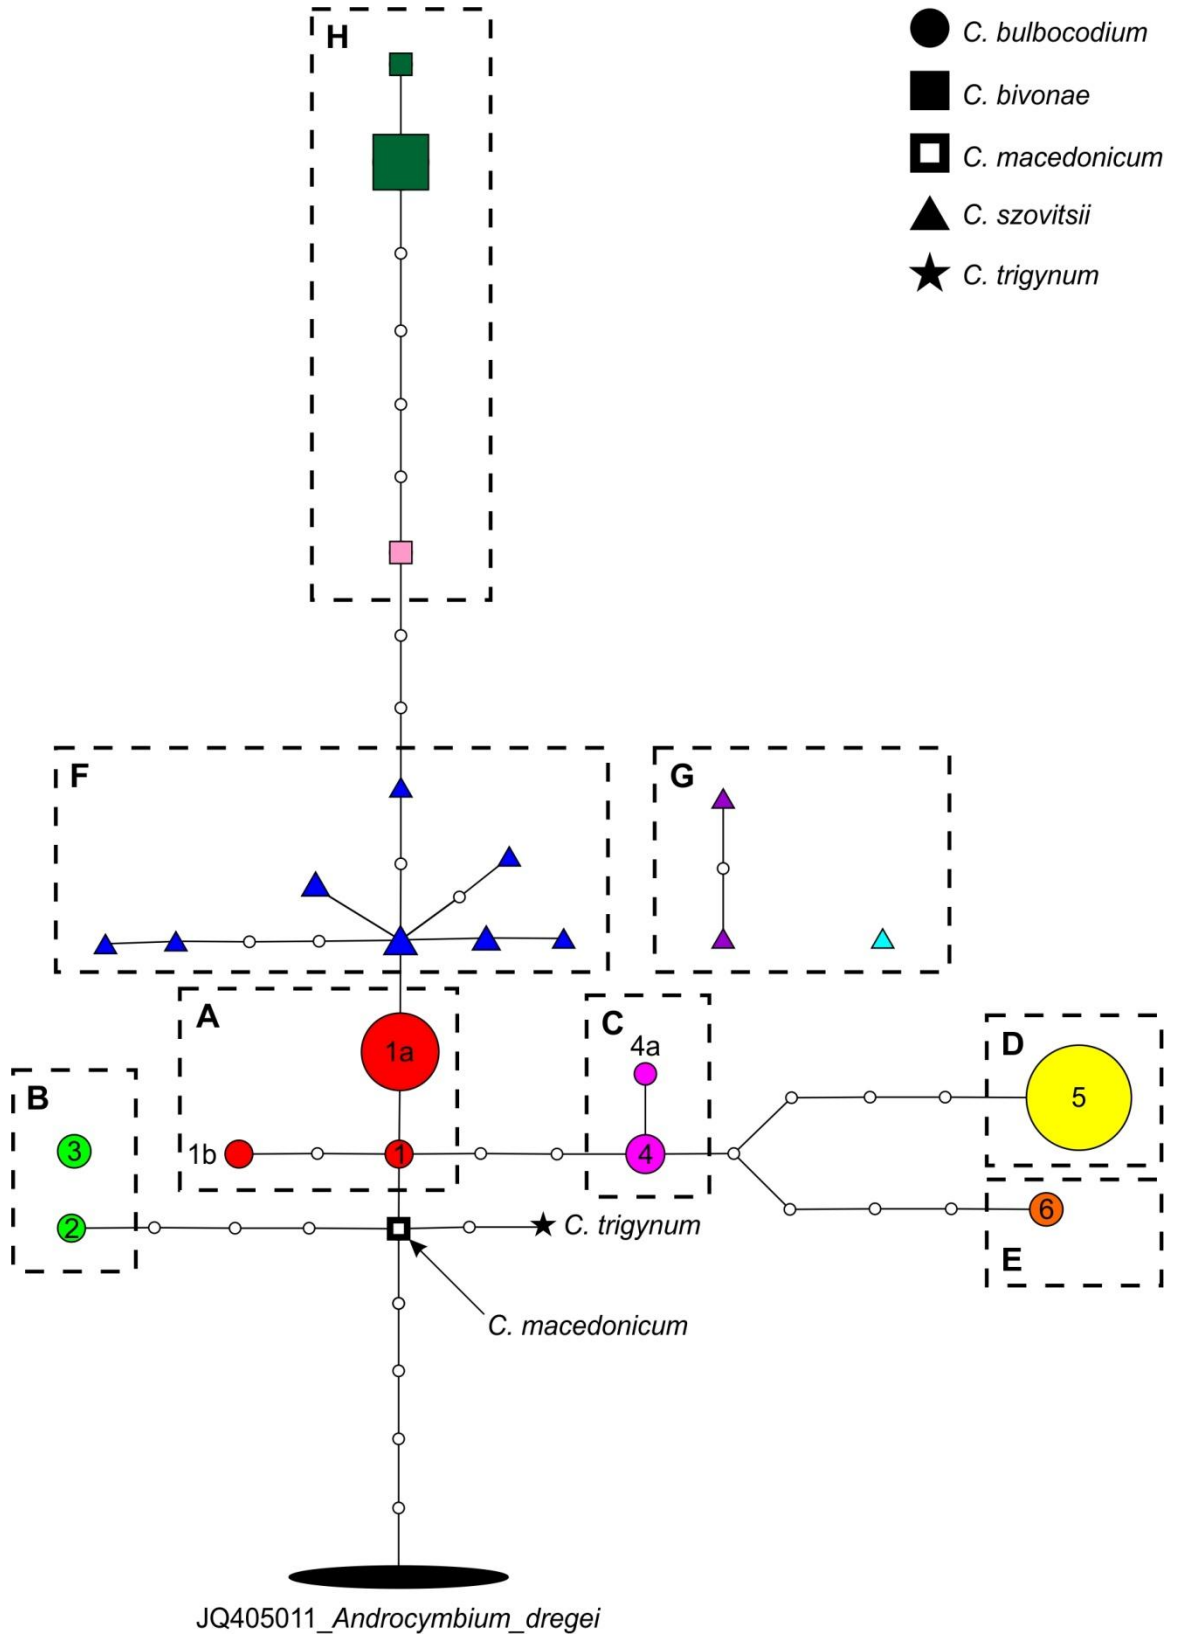 H
C. bulbocodium
C. bivonae
C. macedonicum
C. szovitsii
C. trigynum
F
G
A
1a
C
4a
D
5
B
3
1b
1
4
2
C. trigynum
6
E
C. macedonicum
JQ405011_Androcymbium_dregei